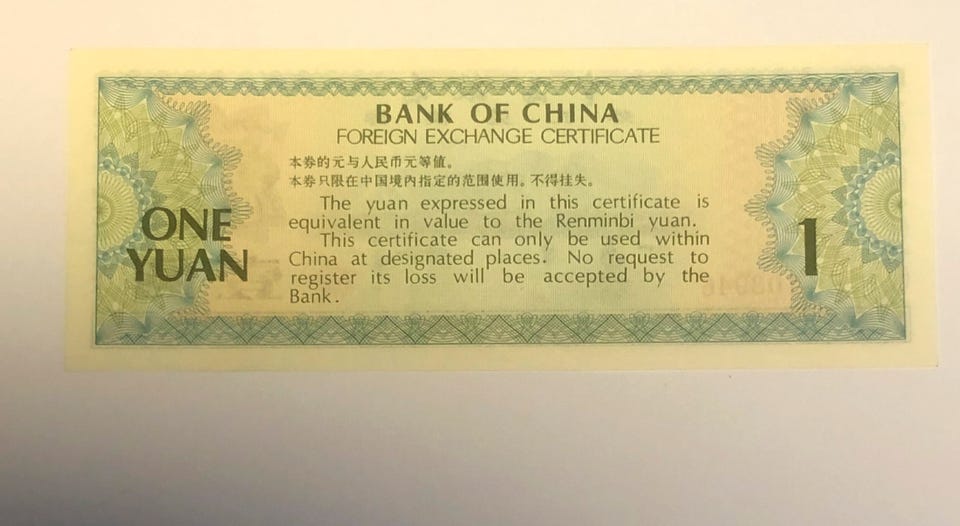 BANK OF CHINA
FOREIGN EXCHANGE CERTIFICATE
本券的元与人民币元等值。
本券只限在中国境内指定的范围使用。不得挂失。
The yuan expressed in this certificate is
equivalent in value to the Renminbi yuan.
This certificate can only be used within
China at designated places. No request to
register its loss will be accepted by the
Bank.
ONE
YUAN
1